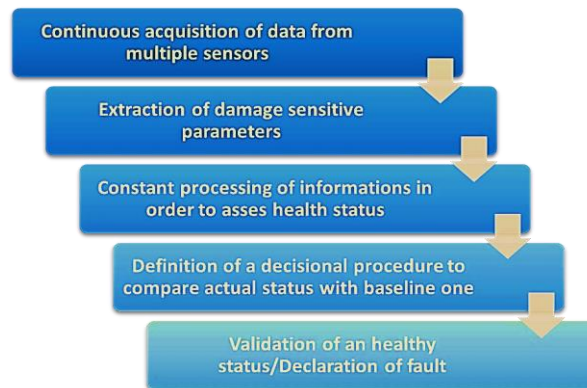 Continuous acquisition of data from
multiple sensors
Extraction of damage sensitive
parameters
Constant processing of informations in
order to asses health status
Definition of a decisional procedure to
compare actual status with baseline one
Validation of an healthy
status/Declaration of fault